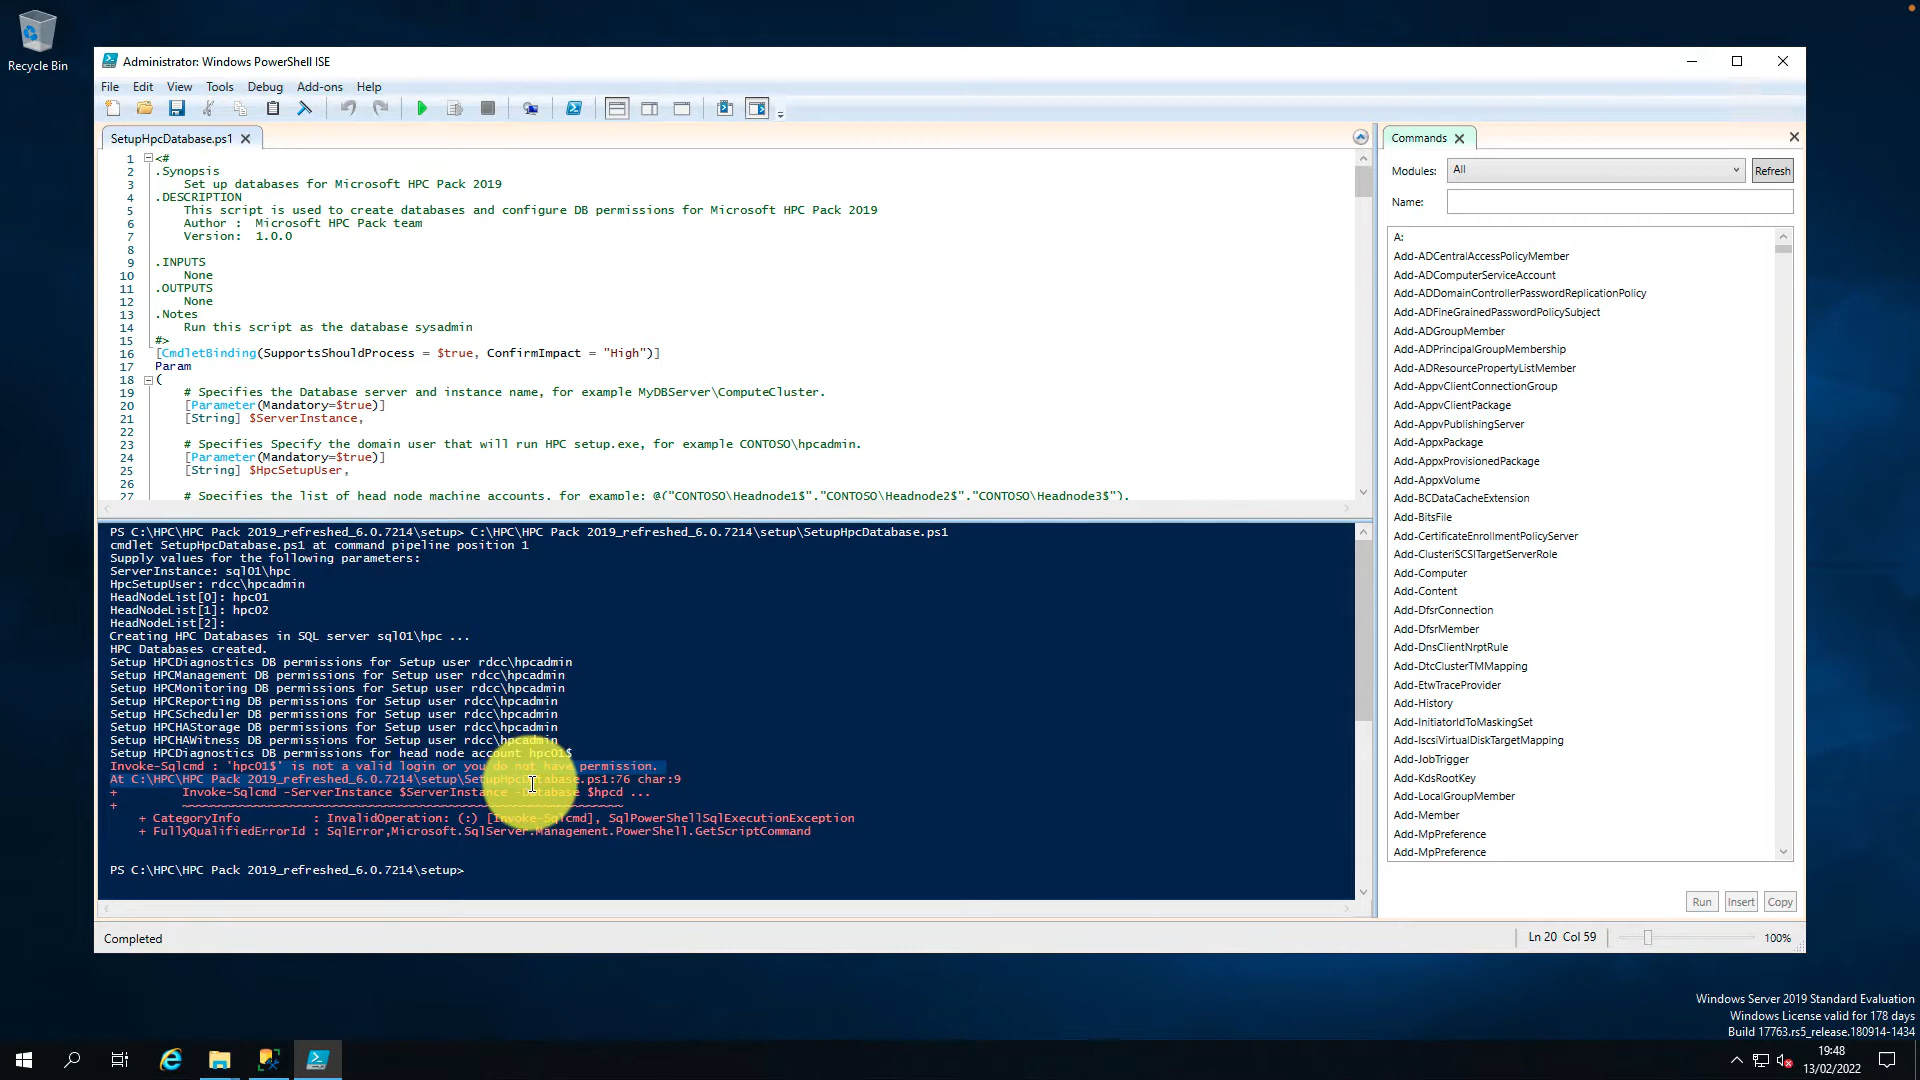 Recycle Bin
Administrator: Windows PowerShell ISE
File Edit View Tools Debug Add-ons Help
SetupHpcDatabase.ps1
1 <#
2 .Synopsis
3 Set up databases for Microsoft HPC Pack 2019
4 .DESCRIPTION
5 This script is used to create databases and configure DB permissions for Microsoft HPC Pack 2019
6 Author : Microsoft HPC Pack team
7 Version: 1.0.0
8
9 .INPUTS
10 None
11 .OUTPUTS
12 None
13 .Notes
14 Run this script as the database sysadmin
15 #>
16 [CmdletBinding(SupportsShouldProcess = $true, ConfirmImpact = "High")]
17 Param
18 (
19 # Specifies the Database server and instance name, for example MyDBServer\ComputeCluster.
20 [Parameter(Mandatory=$true)]
21 [String] $ServerInstance,
22
23 # Specifies Specify the domain user that will run HPC setup.exe, for example CONTOSO\hpcadmin.
24 [Parameter(Mandatory=$true)]
25 [String] $HpcSetupUser,
26
27 # Specifies the list of head node machine accounts, for example: @("CONTOSO\Headnode1$","CONTOSO\Headnode2$","CONTOSO\Headnode3$").
PS C:\HPC\HPC Pack 2019_refreshed_6.0.7214\setup> C:\HPC\HPC Pack 2019_refreshed_6.0.7214\setup\SetupHpcDatabase.ps1
cmdlet SetupHpcDatabase.ps1 at command pipeline position 1
Supply values for the following parameters:
ServerInstance: sql01\hpc
HpcSetupUser: rdcc\hpcadmin
HeadNodeList[0]: hpc01
HeadNodeList[1]: hpc02
HeadNodeList[2]:
Creating HPC Databases in SQL server sql01\hpc ...
HPC Databases created.
Setup HPCDiagnostics DB permissions for Setup user rdcc\hpcadmin
Setup HPCManagement DB permissions for Setup user rdcc\hpcadmin
Setup HPCMonitoring DB permissions for Setup user rdcc\hpcadmin
Setup HPCReporting DB permissions for Setup user rdcc\hpcadmin
Setup HPCScheduler DB permissions for Setup user rdcc\hpcadmin
Setup HPCHAStorage DB permissions for Setup user rdcc\hpcadmin
Setup HPCHAWitness DB permissions for Setup user rdcc\hpcadmin
Setup HPCDiagnostics DB permissions for head node account hpc01$
Invoke-Sqlcmd : 'hpc01$' is not a valid login or you do not have permission.
At C:\HPC\HPC Pack 2019_refreshed_6.0.7214\setup\SetupHpcDatabase.ps1:76 char:9
+ Invoke-Sqlcmd -ServerInstance $ServerInstance -Database $hpcd ...
+ ~~~~~~~~~~~~~~~~~~~~~~~~~~~~~~~~~~~~~~~~~~~~~~~~~~~~~~~~~~~~~
+ CategoryInfo : InvalidOperation: (:) [Invoke-Sqlcmd], SqlPowerShellSqlExecutionException
+ FullyQualifiedErrorId : SqlError,Microsoft.SqlServer.Management.PowerShell.GetScriptCommand
PS C:\HPC\HPC Pack 2019_refreshed_6.0.7214\setup>
Commands
Modules: All Refresh
Name:
A:
Add-ADCentralAccessPolicyMember
Add-ADComputerServiceAccount
Add-ADDomainControllerPasswordReplicationPolicy
Add-ADFineGrainedPasswordPolicySubject
Add-ADGroupMember
Add-ADPrincipalGroupMembership
Add-ADResourcePropertyListMember
Add-AppvClientConnectionGroup
Add-AppvClientPackage
Add-AppvPublishingServer
Add-AppxPackage
Add-AppxProvisionedPackage
Add-AppxVolume
Add-BCDataCacheExtension
Add-BitsFile
Add-CertificateEnrollmentPolicyServer
Add-ClusteriSCSITargetServerRole
Add-Computer
Add-Content
Add-DfsrConnection
Add-DfsrMember
Add-DnsClientNrptRule
Add-DtcClusterTMMapping
Add-EtwTraceProvider
Add-History
Add-InitiatorIdToMaskingSet
Add-IscsiVirtualDiskTargetMapping
Add-JobTrigger
Add-KdsRootKey
Add-LocalGroupMember
Add-Member
Add-MpPreference
Add-MpPreference
Run Insert Copy
Completed
Ln 20 Col 59
100%
Windows Server 2019 Standard Evaluation
Windows License valid for 178 days
Build 17763.rs5_release.180914-1434
19:48
13/02/2022